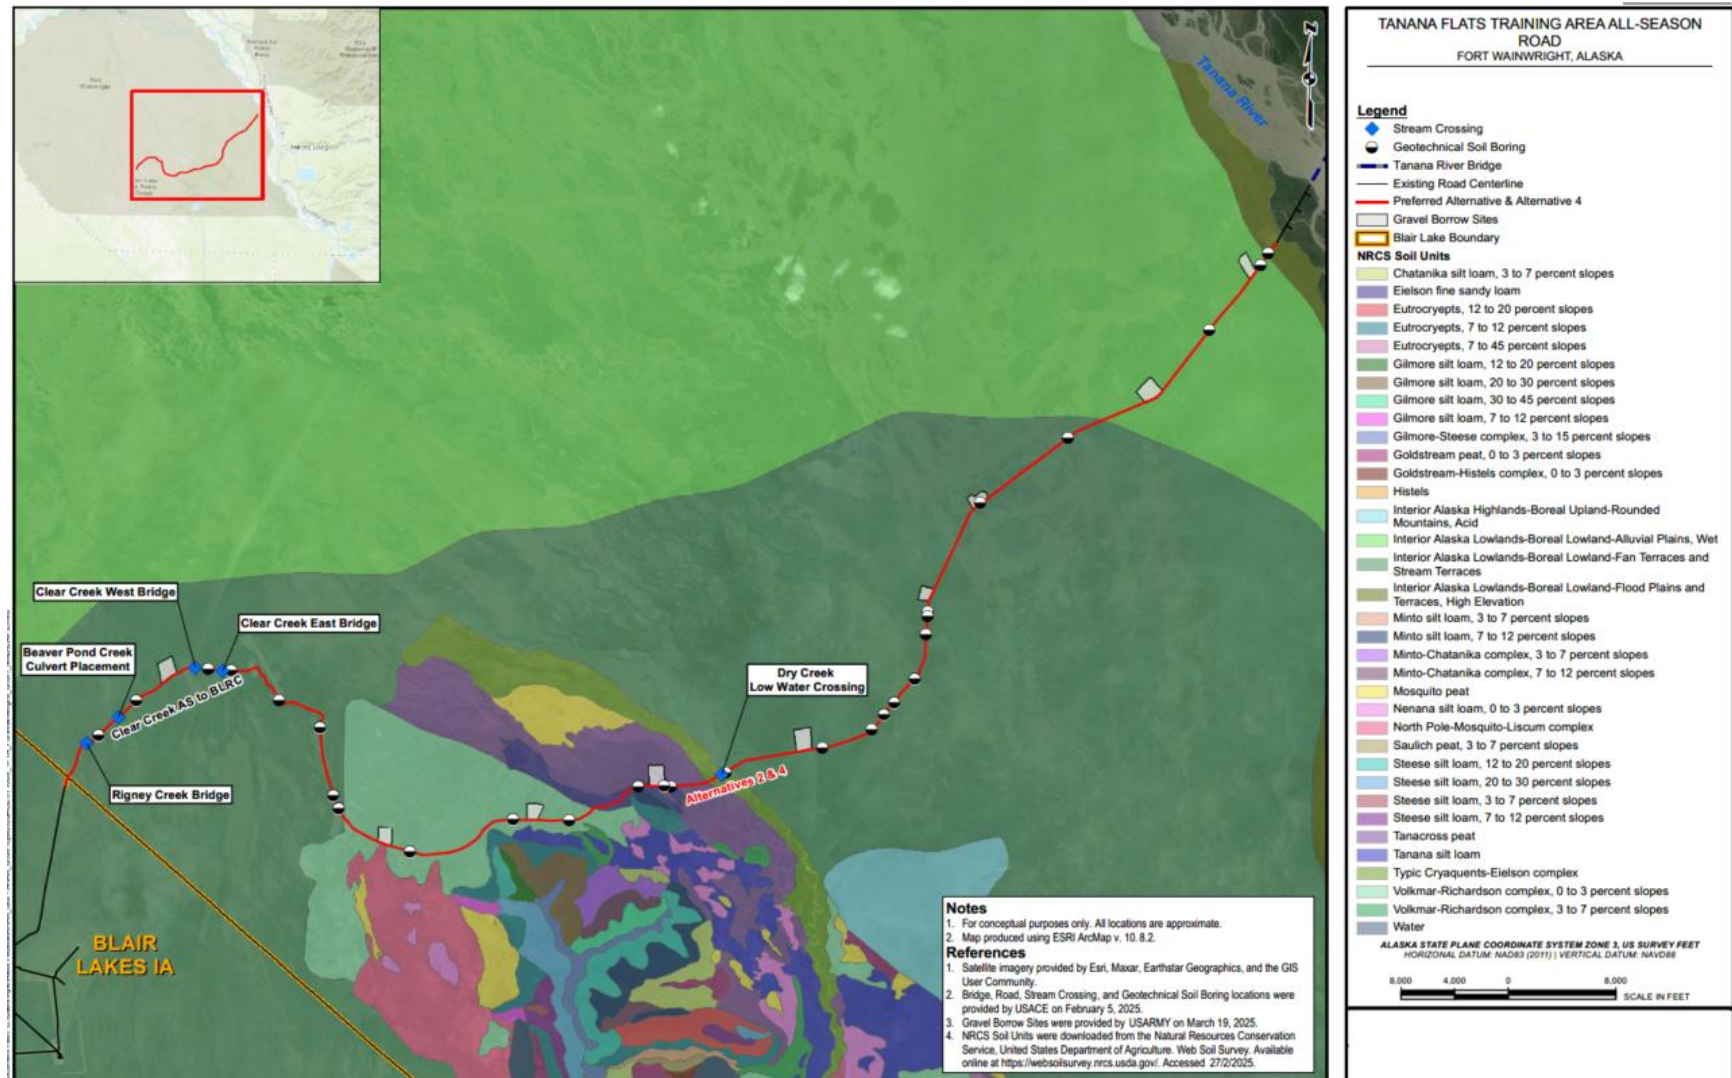 Tanana River
Clear Creek West Bridge
Clear Creek East Bridge
Beaver Pond Creek
Culvert Placement
Clear Creek AS to BLRC
Rigney Creek Bridge
Dry Creek
Low Water Crossing
Alternatives 2 & 4
BLAIR
LAKES IA
Notes
1. For conceptual purposes only. All locations are approximate.
2. Map produced using ESRI ArcMap v. 10. 8.2.
References
1. Satellite imagery provided by Esri, Maxar, Earthstar Geographics, and the GIS
User Community.
2. Bridge, Road, Stream Crossing, and Geotechnical Soil Boring locations were
provided by USACE on February 5, 2025.
3. Gravel Borrow Sites were provided by USARMY on March 19, 2025.
4. NRCS Soil Units were downloaded from the Natural Resources Conservation
Service, United States Department of Agriculture. Web Soil Survey. Available
online at https://websoilsurvey.nrcs.usda.gov/. Accessed 27/2/2025.
TANANA FLATS TRAINING AREA ALL-SEASON
ROAD
FORT WAINWRIGHT, ALASKA
Legend
Stream Crossing
Geotechnical Soil Boring
Tanana River Bridge
Existing Road Centerline
Preferred Alternative & Alternative 4
Gravel Borrow Sites
Blair Lake Boundary
NRCS Soil Units
Chatanika silt loam, 3 to 7 percent slopes
Eielson fine sandy loam
Eutrocryepts, 12 to 20 percent slopes
Eutrocryepts, 7 to 12 percent slopes
Eutrocryepts, 7 to 45 percent slopes
Gilmore silt loam, 12 to 20 percent slopes
Gilmore silt loam, 20 to 30 percent slopes
Gilmore silt loam, 30 to 45 percent slopes
Gilmore silt loam, 7 to 12 percent slopes
Gilmore-Steese complex, 3 to 15 percent slopes
Goldstream peat, 0 to 3 percent slopes
Goldstream-Histels complex, 0 to 3 percent slopes
Histels
Interior Alaska Highlands-Boreal Upland-Rounded
Mountains, Acid
Interior Alaska Lowlands-Boreal Lowland-Alluvial Plains, Wet
Interior Alaska Lowlands-Boreal Lowland-Fan Terraces and
Stream Terraces
Interior Alaska Lowlands-Boreal Lowland-Flood Plains and
Terraces, High Elevation
Minto silt loam, 3 to 7 percent slopes
Minto silt loam, 7 to 12 percent slopes
Minto-Chatanika complex, 3 to 7 percent slopes
Minto-Chatanika complex, 7 to 12 percent slopes
Mosquito peat
Nenana silt loam, 0 to 3 percent slopes
North Pole-Mosquito-Liscum complex
Saulich peat, 3 to 7 percent slopes
Steese silt loam, 12 to 20 percent slopes
Steese silt loam, 20 to 30 percent slopes
Steese silt loam, 3 to 7 percent slopes
Steese silt loam, 7 to 12 percent slopes
Tanacross peat
Tanana silt loam
Typic Cryaquents-Eielson complex
Volkmar-Richardson complex, 0 to 3 percent slopes
Volkmar-Richardson complex, 3 to 7 percent slopes
Water
ALASKA STATE PLANE COORDINATE SYSTEM ZONE 3, US SURVEY FEET
HORIZONAL DATUM: NAD83 (2011) | VERTICAL DATUM: NAVD88
8,000 4,000 0 8,000
SCALE IN FEET